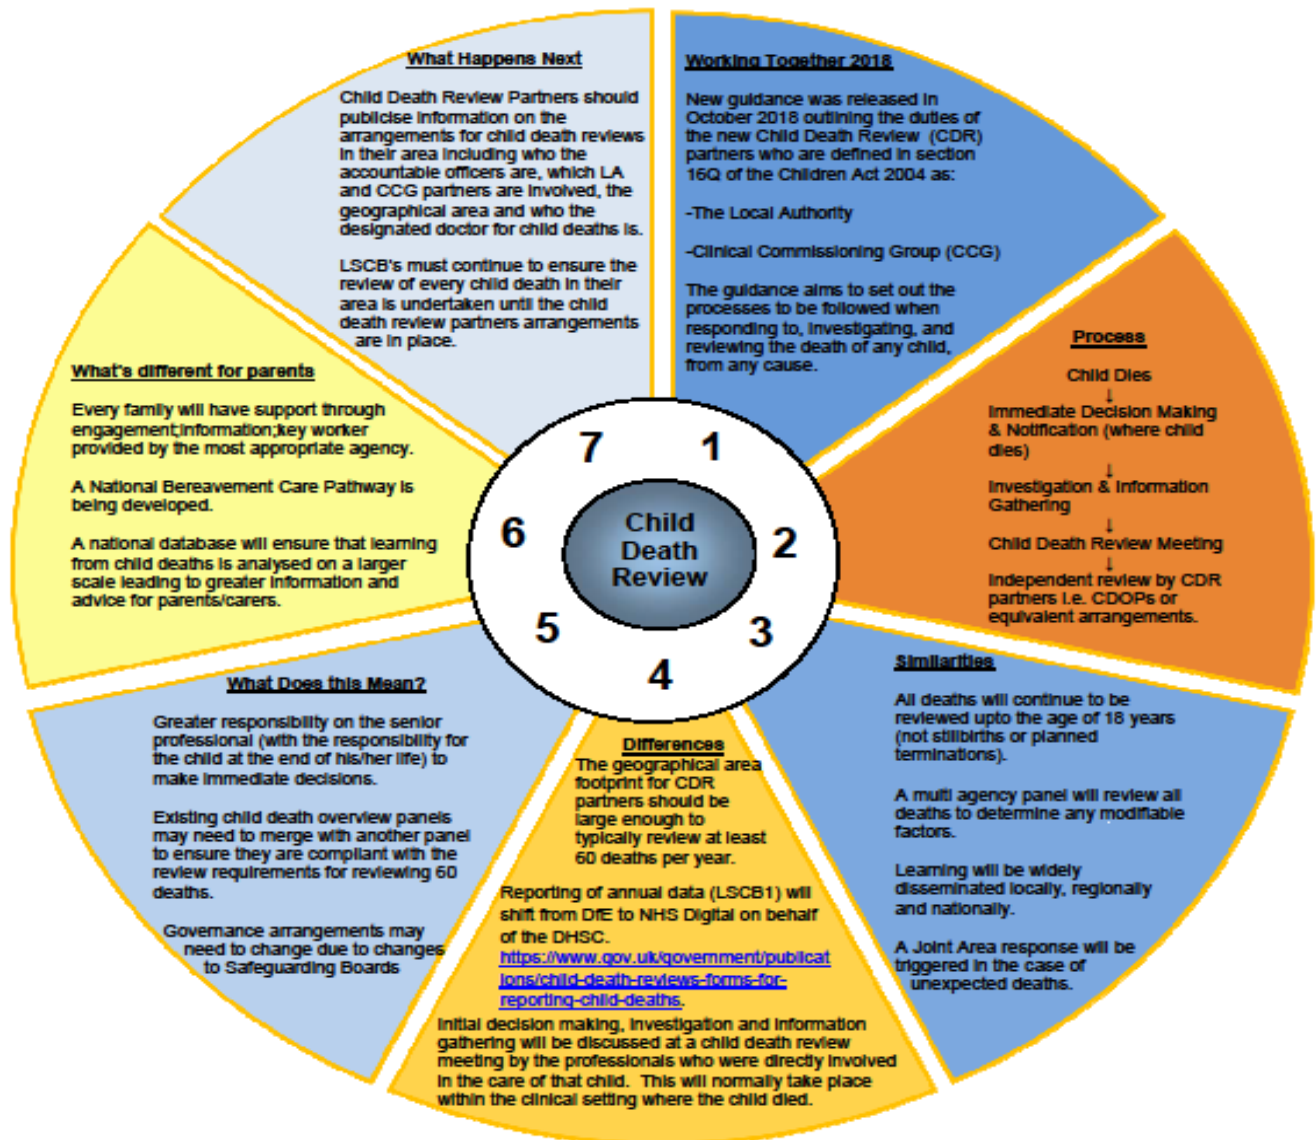 Working Together 2018
New guidance was released in
October 2018 outlining the duties of
the new Child Death Review (CDR)
partners who are defined in section
16Q of the Children Act 2004 as:
-The Local Authority
-Clinical Commissioning Group (CCG)
The guidance aims to set out the
processes to be followed when
responding to, investigating, and
reviewing the death of any child,
from any cause.
Process
Child Dies
↓
Immediate Decision Making
& Notification (where child
dies)
↓
Investigation & Information
Gathering
↓
Child Death Review Meeting
↓
Independent review by CDR
partners i.e. CDOPs or
equivalent arrangements.
Similarities
All deaths will continue to be
reviewed upto the age of 18 years
(not stillbirths or planned
terminations).
A multi agency panel will review all
deaths to determine any modifiable
factors.
Learning will be widely
disseminated locally, regionally
and nationally.
A Joint Area response will be
triggered in the case of
unexpected deaths.
Differences
The geographical area
footprint for CDR
partners should be
large enough to
typically review at least
60 deaths per year.
Reporting of annual data (LSCB1) will
shift from DfE to NHS Digital on behalf
of the DHSC.
https://www.gov.uk/government/publicat
ions/child-death-reviews-forms-for-
reporting-child-deaths.
Initial decision making, investigation and information
gathering will be discussed at a child death review
meeting by the professionals who were directly involved
in the care of that child. This will normally take place
within the clinical setting where the child died.
What Does this Mean?
Greater responsibility on the senior
professional (with the responsibility for
the child at the end of his/her life) to
make immediate decisions.
Existing child death overview panels
may need to merge with another panel
to ensure they are compliant with the
review requirements for reviewing 60
deaths.
Governance arrangements may
need to change due to changes
to Safeguarding Boards
What's different for parents
Every family will have support through
engagement;information;key worker
provided by the most appropriate agency.
A National Bereavement Care Pathway is
being developed.
A national database will ensure that learning
from child deaths is analysed on a larger
scale leading to greater information and
advice for parents/carers.
What Happens Next
Child Death Review Partners should
publicise information on the
arrangements for child death reviews
in their area including who the
accountable officers are, which LA
and CCG partners are involved, the
geographical area and who the
designated doctor for child deaths is.
LSCB's must continue to ensure the
review of every child death in their
area is undertaken until the child
death review partners arrangements
are in place.
1
2
3
4
5
6
7
Child
Death
Review